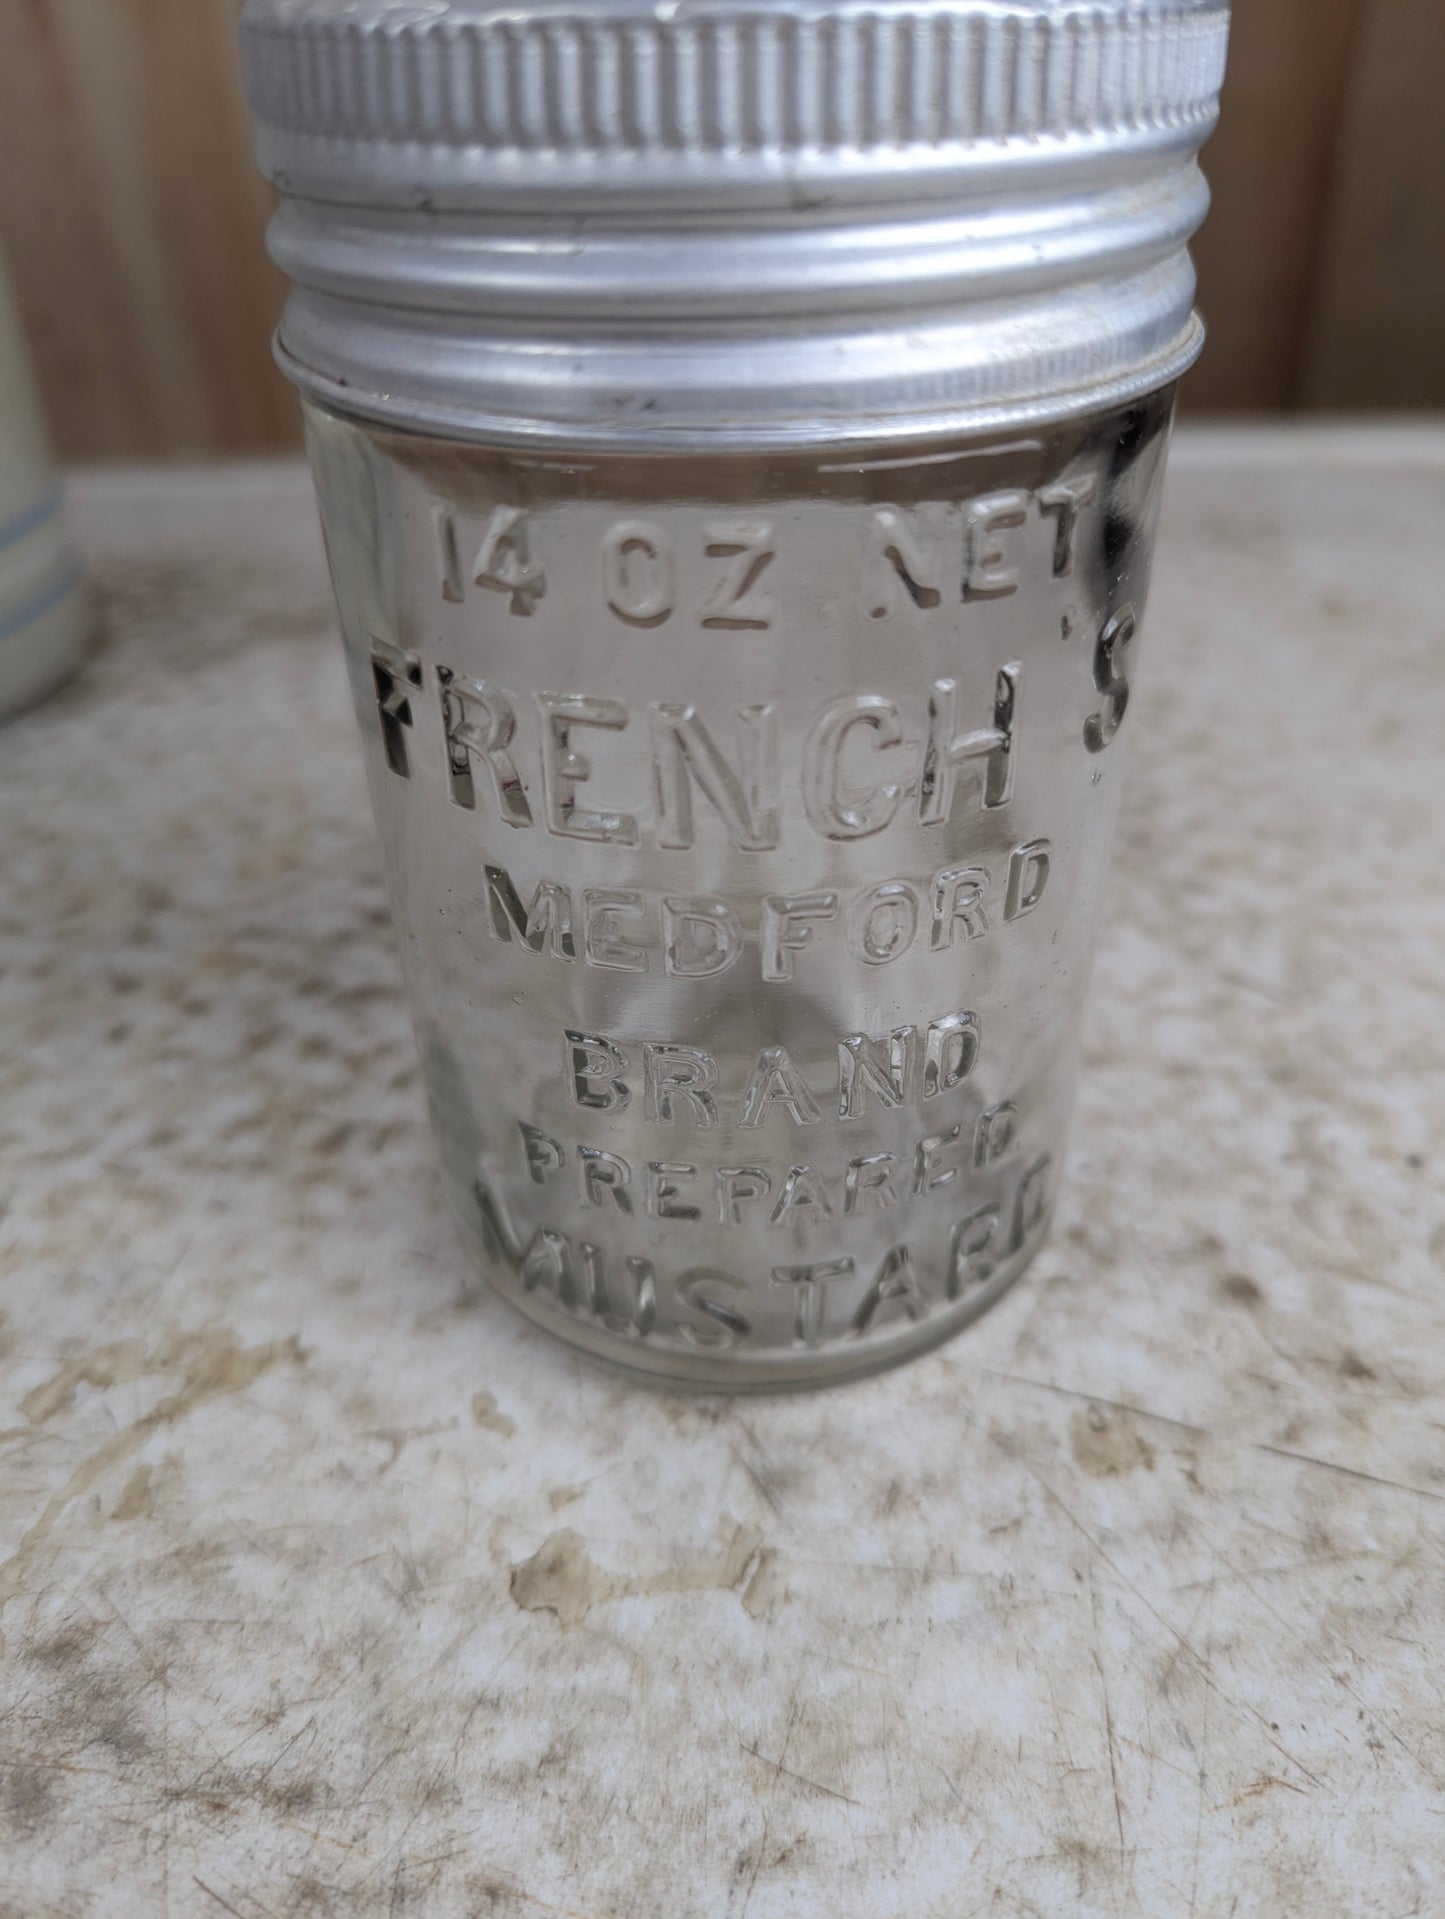 14 OZ. NET
FRENCH'S
MEDFORD
BRAND
PREPARED
MUSTARD